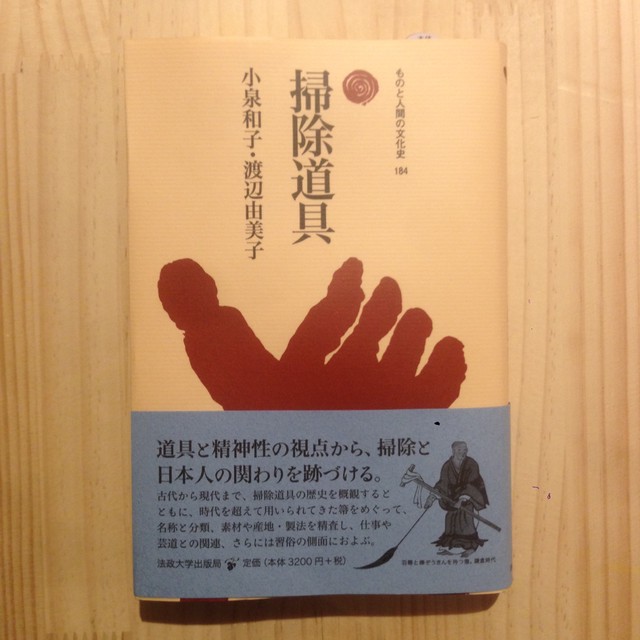 ものと人間の文化史
184
掃除道具
小泉和子・渡辺由美子
道具と精神性の視点から、掃除と
日本人の関わりを跡づける。
古代から現代まで、掃除道具の歴史を概観すると
ともに、時代を超えて用いられてきた箒をめぐって、
名称と分類、素材や産地・製法を精査し、仕事や
芸道との関連、さらには習俗の側面におよぶ。
法政大学出版局 定価（本体3200円+税）